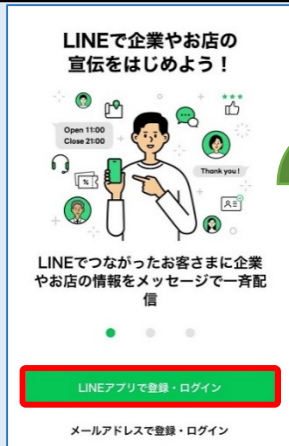 LINEで企業やお店の
宣伝をはじめよう！
Open 11:00
Close 21:00
Thank you !
LINEでつながったお客さまに企業
やお店の情報をメッセージで一斉配
信
LINEアプリで登録・ログイン
メールアドレスで登録・ログイン